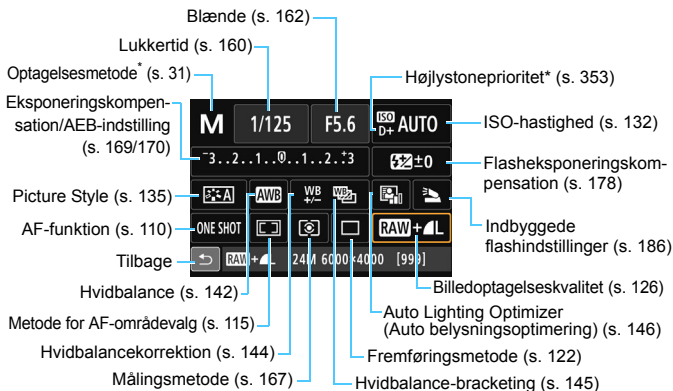 Blænde (s. 162)
Lukkertid (s. 160)
Optagelsesmetode* (s. 31)
Højlystoneprioritet* (s. 353)
Eksponeringskompen-
sation/AEB-indstilling
(s. 169/170)
M 1/125 F5.6 ISO D+ AUTO
ISO-hastighed (s. 132)
-3..2..1..0..1..2.+3 ±0
Flasheksponeringskom-
pensation (s. 178)
Picture Style (s. 135)
A AWB WB +/- WB
AF-funktion (s. 110)
ONE SHOT RAW+L
Indbyggede
flashindstillinger (s. 186)
Tilbage
RAW+L 24M 6000×4000 [999]
Hvidbalance (s. 142)
Billedoptagelseskvalitet (s. 126)
Metode for AF-områdevalg (s. 115)
Auto Lighting Optimizer
(Auto belysningsoptimering) (s. 146)
Hvidbalancekorrektion (s. 144)
Fremføringsmetode (s. 122)
Målingsmetode (s. 167)
Hvidbalance-bracketing (s. 145)